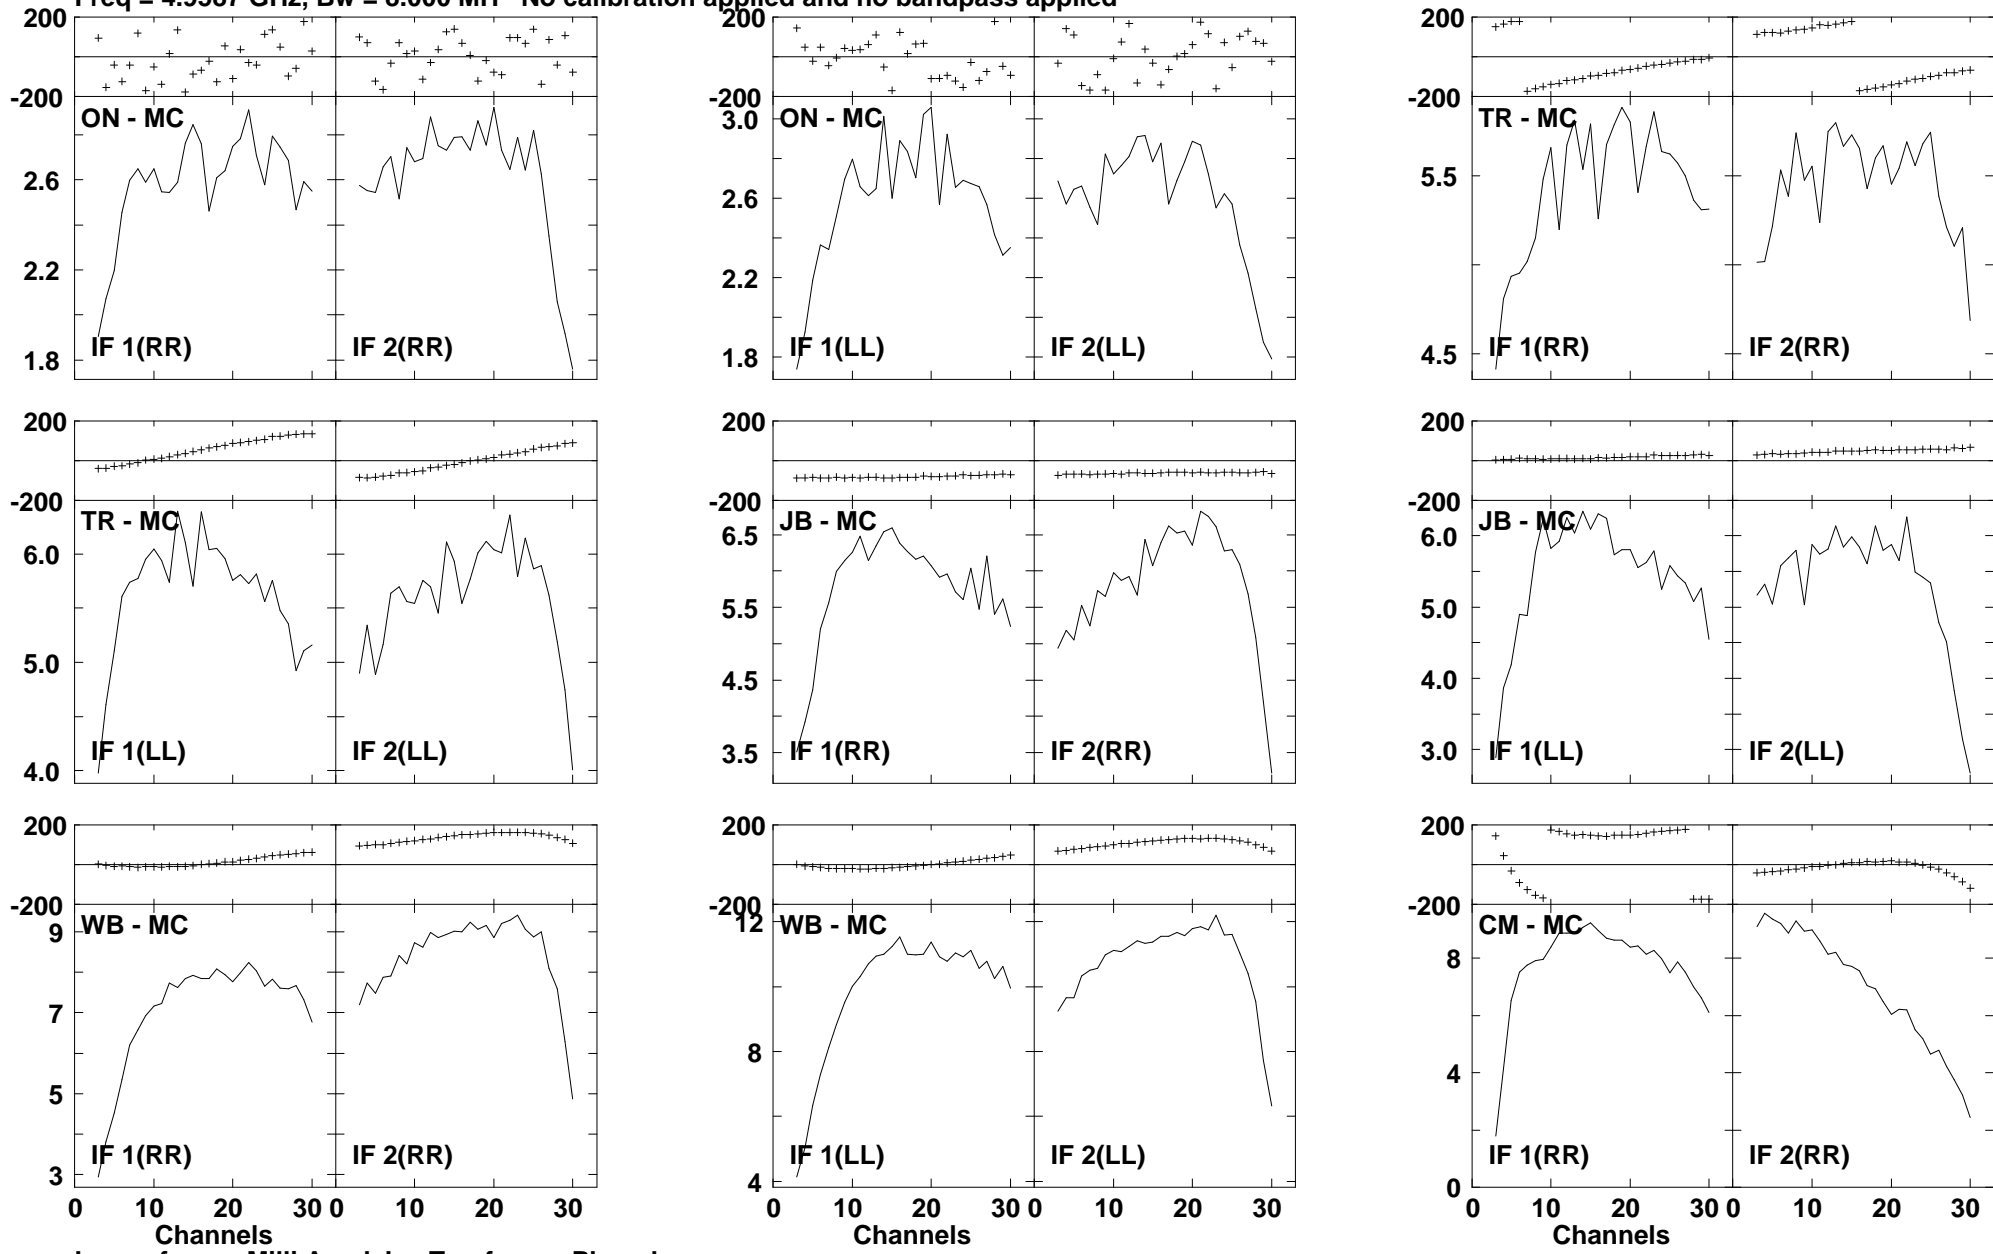 Freq = 4.9587 GHz, Bw = 8.000 MH No calibration applied and no bandpass applied
200 200 200
-200 -200 -200
ON - MC ON - MC TR - MC
3.0
2.6 2.6 5.5
2.2 2.2
1.8 1.8 4.5
IF 1(RR) IF 2(RR) IF 1(LL) IF 2(LL) IF 1(RR) IF 2(RR)
200 200 200
-200 -200 -200
TR - MC JB - MC JB - MC
6.0 6.5 6.0
5.0 5.5 5.0
4.5 4.0
4.0 3.5 3.0
IF 1(LL) IF 2(LL) IF 1(RR) IF 2(RR) IF 1(LL) IF 2(LL)
200 200 200
-200 -200 -200
WB - MC WB - MC CM - MC
9 12 8
7 8
5 4
3 4 0
IF 1(RR) IF 2(RR) IF 1(LL) IF 2(LL) IF 1(RR) IF 2(RR)
0 10 20 30 0 10 20 30 0 10 20 30 0 10 20 30 0 10 20 30 0 10 20 30
Channels Channels Channels